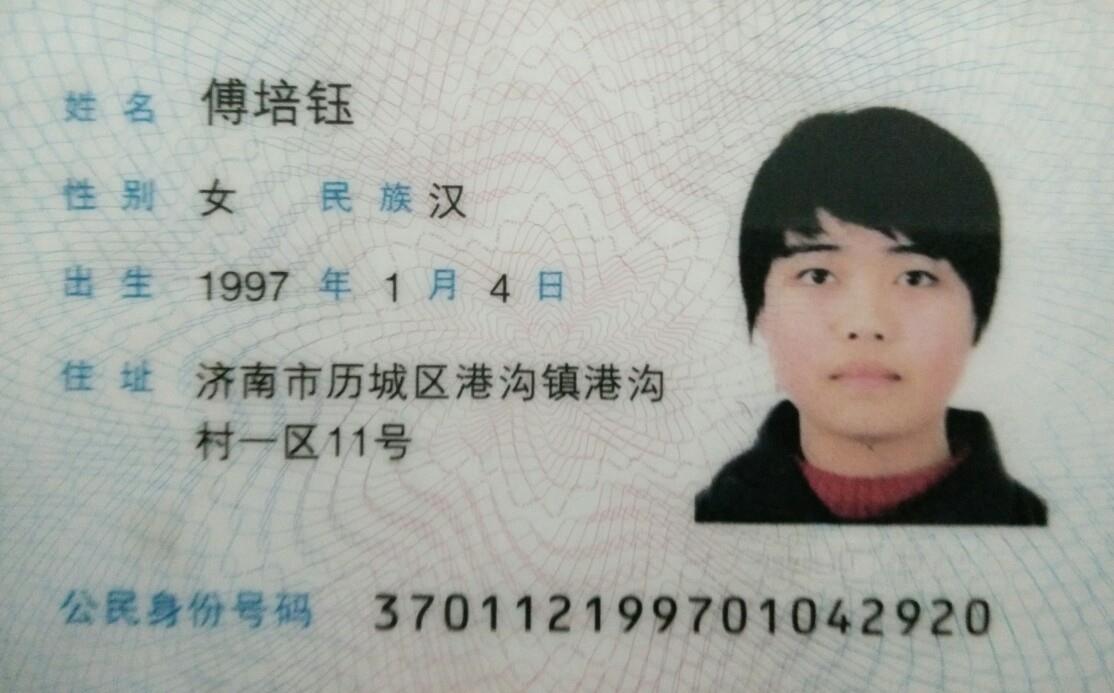 姓名 傅培钰
性别 女 民族 汉
出生 1997 年 1 月 4 日
住址 济南市历城区港沟镇港沟
村一区11号
公民身份号码 370112199701042920